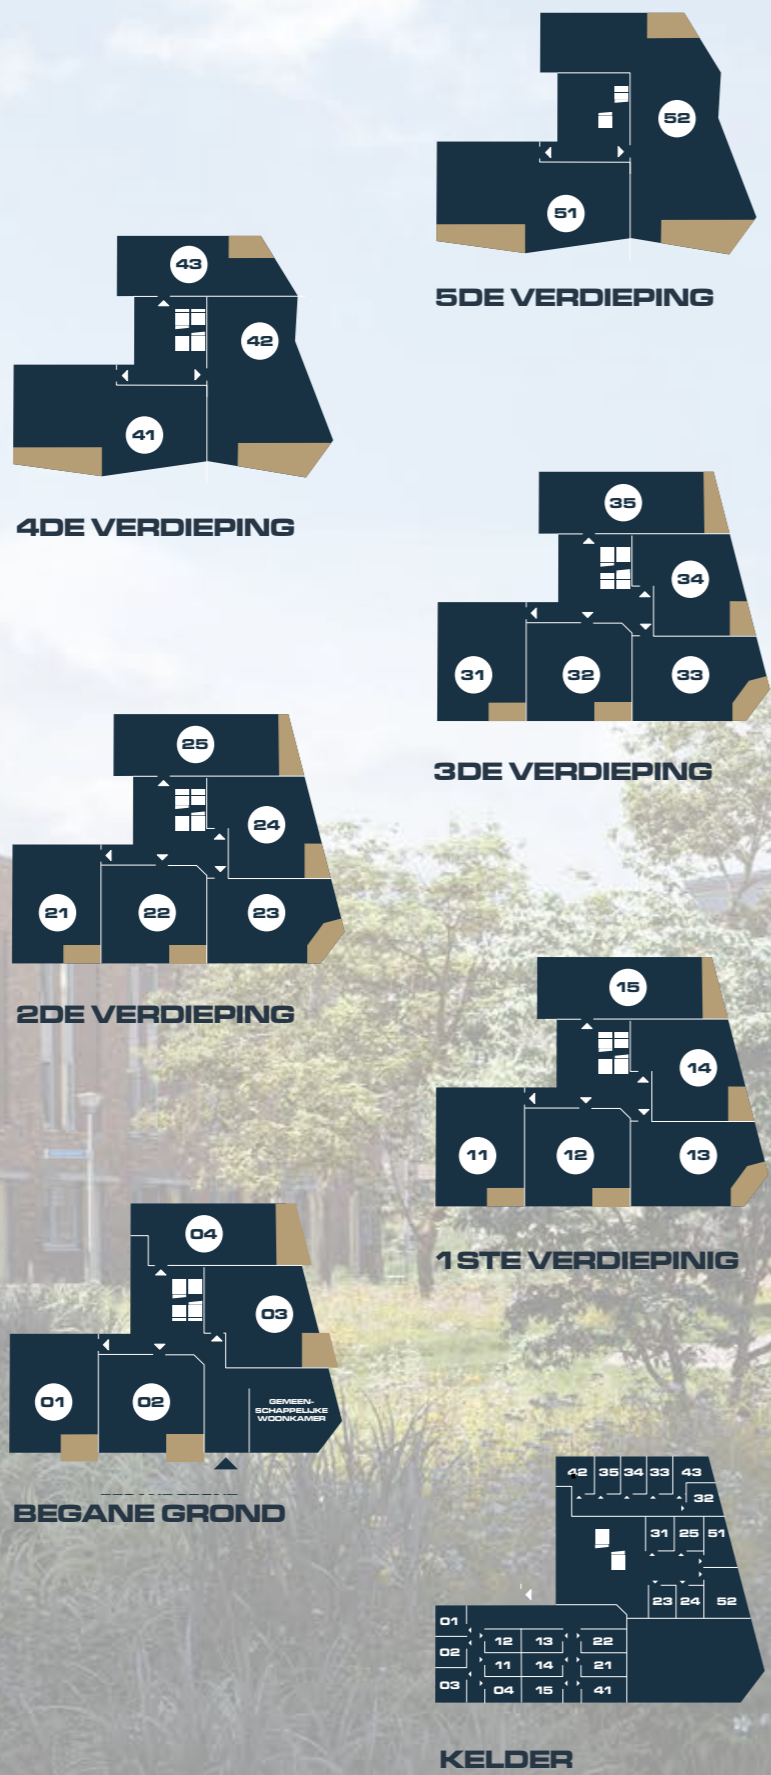 52
51
5DE VERDIEPING
43
42
41
4DE VERDIEPING
35
34
31
32
33
3DE VERDIEPING
25
24
21
22
23
2DE VERDIEPING
15
14
11
12
13
1STE VERDIEPINIG
04
03
01
02
GEMEEN-
SCHAPPELIJKE
WOONKAMER
BEGANE GROND
42 35 34 33 43
32
31 25 51
23 24 52
01
12 13 22
02
11 14 21
03
04 15 41
KELDER